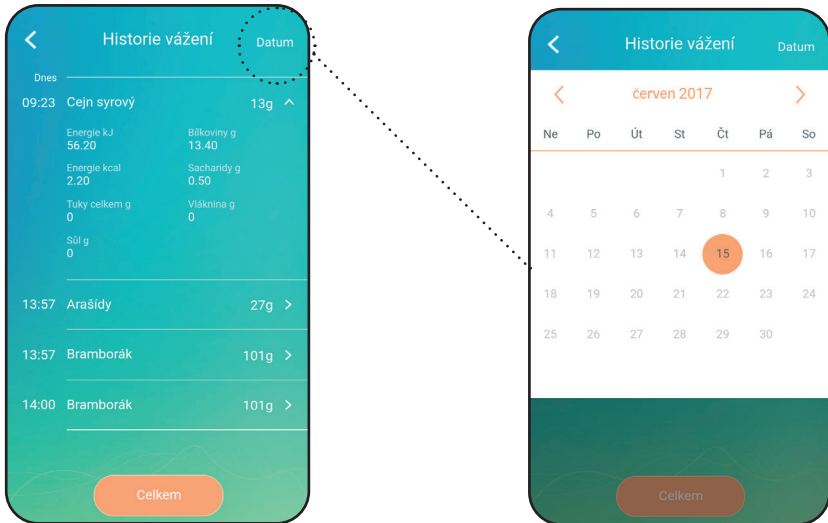 Historie vážení
Datum
Dnes
09:23 Cejn syrový 13g
Energie kJ Bílkoviny g
56.20 13.40
Energie kcal Sacharidy g
2.20 0.50
Tuky celkem g Vláknina g
0 0
Sůl g
0
13:57 Arašídy 27g
13:57 Bramborák 101g
14:00 Bramborák 101g
Celkem
Historie vážení
Datum
červen 2017
Ne Po Út St Čt Pá So
1 2 3
4 5 6 7 8 9 10
11 12 13 14 15 16 17
18 19 20 21 22 23 24
25 26 27 28 29 30
Celkem